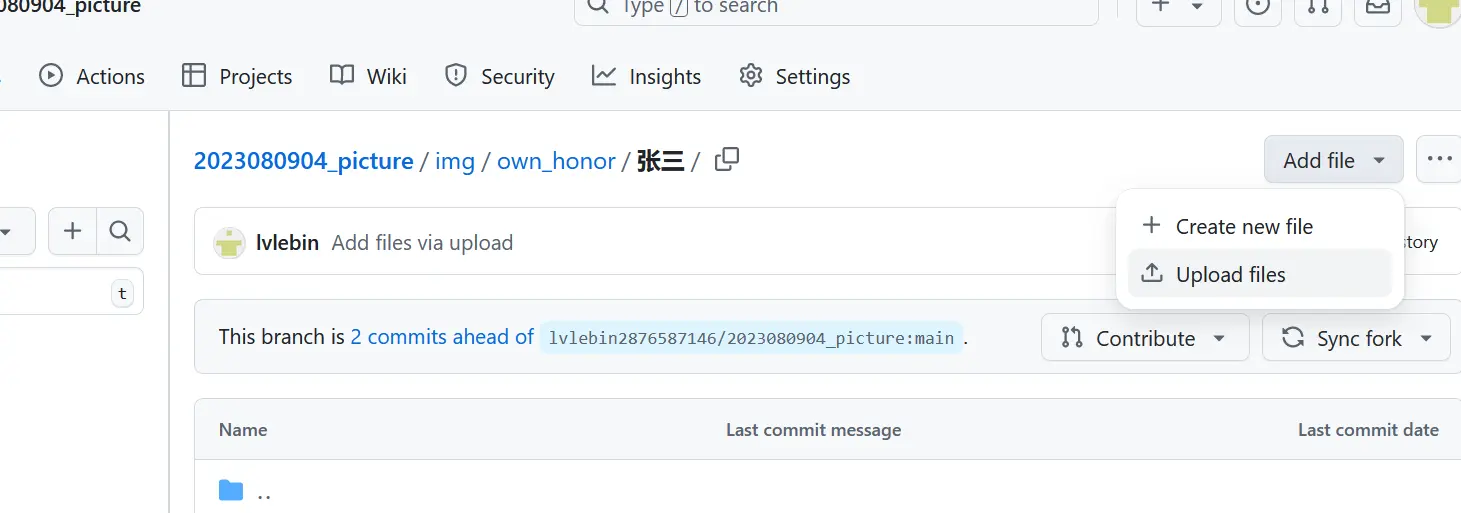 080904_picture
Type / to search
Actions Projects Wiki Security Insights Settings
2023080904_picture / img / own_honor / 张三 /
Add file
Create new file
Upload files
lvlebin Add files via upload
story
t
This branch is 2 commits ahead of lvlebin2876587146/2023080904_picture:main .
Contribute
Sync fork
Name Last commit message Last commit date
..